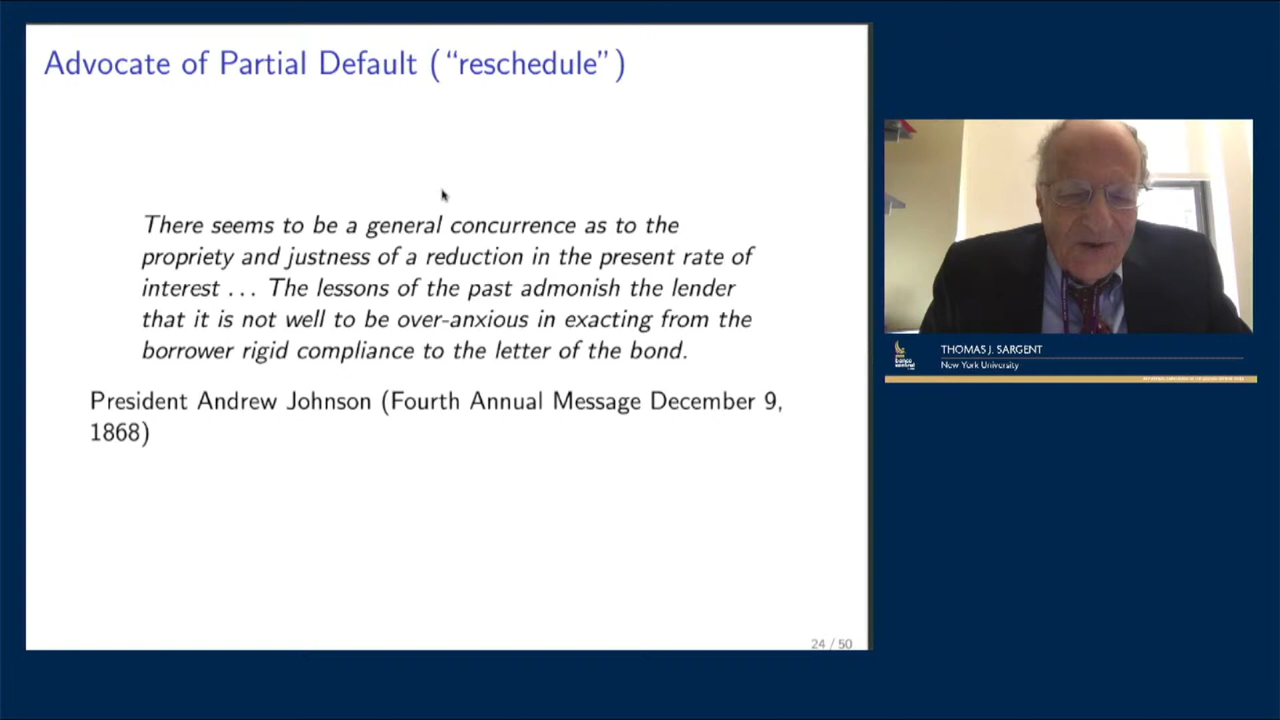 Advocate of Partial Default (“reschedule”)
There seems to be a general concurrence as to the
propriety and justness of a reduction in the present rate of
interest ... The lessons of the past admonish the lender
that it is not well to be over-anxious in exacting from the
borrower rigid compliance to the letter of the bond.
President Andrew Johnson (Fourth Annual Message December 9,
1868)
24 / 50
THOMAS J. SARGENT
New York University